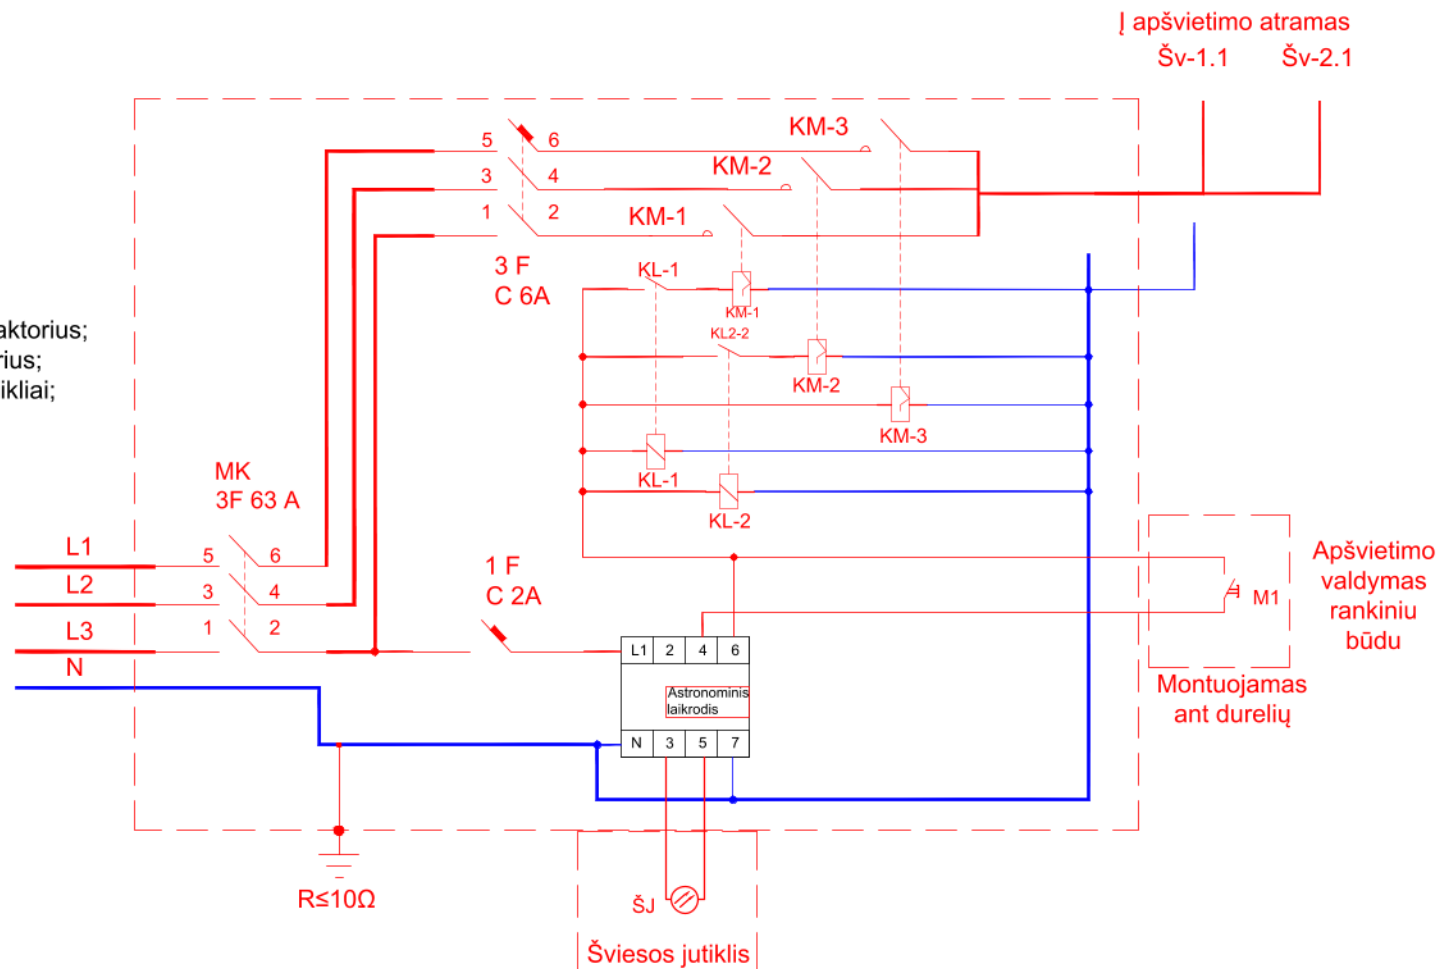 Į apšvietimo atramas
Šv-1.1 Šv-2.1
KM-3
5 6
KM-2
3 4
KM-1
1 2
3 F
C 6A
KL-1
KM-1
KL2-2
KM-2
KM-3
KL-1
KL-2
aktorius;
rius;
ikliai;
MK
3F 63 A
L1
5 6
L2
3 4
L3
1 2
N
1 F
C 2A
M1
Apšvietimo
valdymas
rankiniu
būdu
Montuojamas
ant durelių
L1 2 4 6
Astronominis
laikrodis
N 3 5 7
R≤10Ω
ŠJ
Šviesos jutiklis